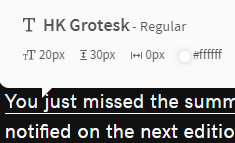 HK Grotesk - Regular
20px 30px 0px #ffffff
You just missed the summ
notified on the next editio